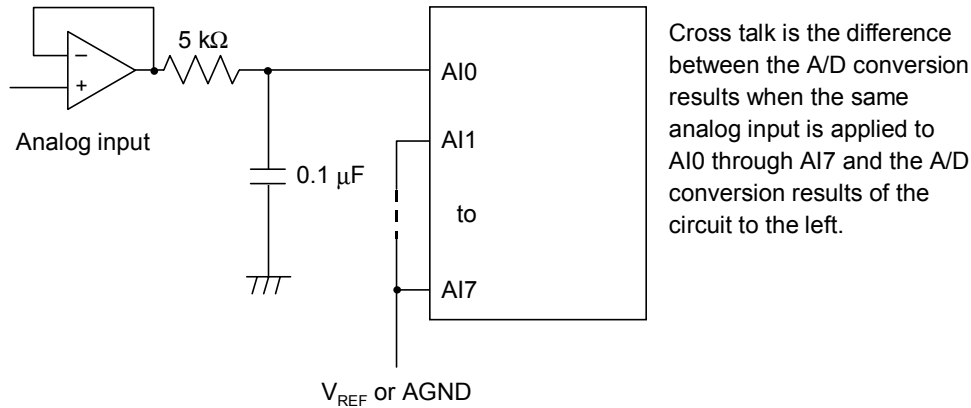 5 kΩ
−
+
Analog input
0.1 μF
AI0
AI1
to
AI7
V_REF or AGND
Cross talk is the difference
between the A/D conversion
results when the same
analog input is applied to
AI0 through AI7 and the A/D
conversion results of the
circuit to the left.